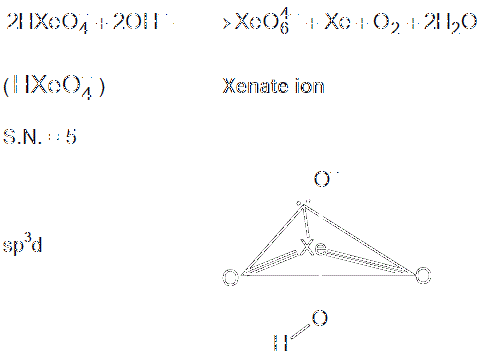 2HXeO₄⁻ + 2OH⁻ → XeO₆⁴⁻ + Xe + O₂ + 2H₂O
(HXeO₄⁻) Xenate ion
S.N. = 5
O⁻
sp³d
Xe
O O
O
H